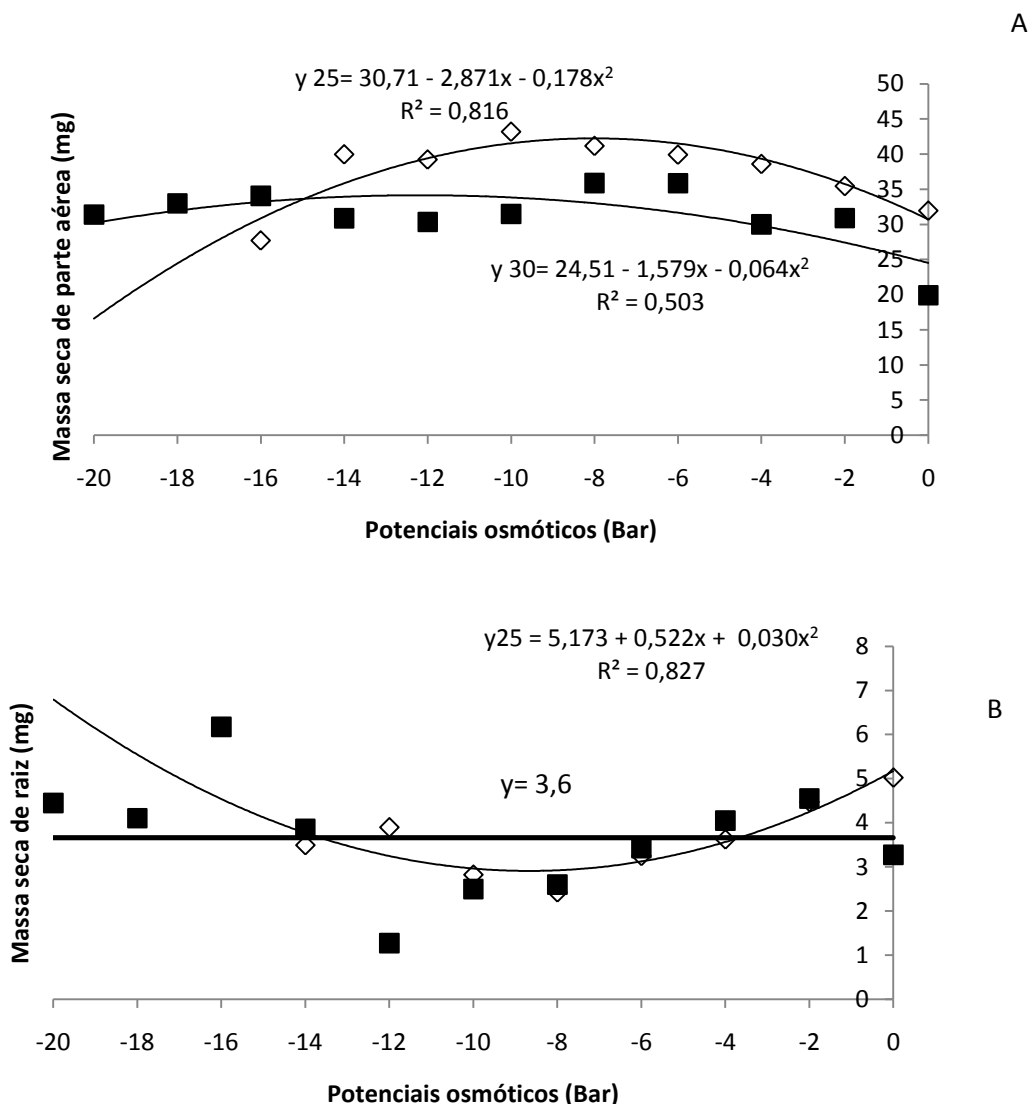 A
y 25= 30,71 - 2,871x - 0,178x²
R² = 0,816
50
45
40
35
30
25
20
15
10
5
0
Massa seca de parte aérea (mg)
y 30= 24,51 - 1,579x - 0,064x²
R² = 0,503
-20 -18 -16 -14 -12 -10 -8 -6 -4 -2 0
Potenciais osmóticos (Bar)
B
y25 = 5,173 + 0,522x + 0,030x²
R² = 0,827
8
7
6
5
4
3
2
1
0
Massa seca de raiz (mg)
y= 3,6
-20 -18 -16 -14 -12 -10 -8 -6 -4 -2 0
Potenciais osmóticos (Bar)